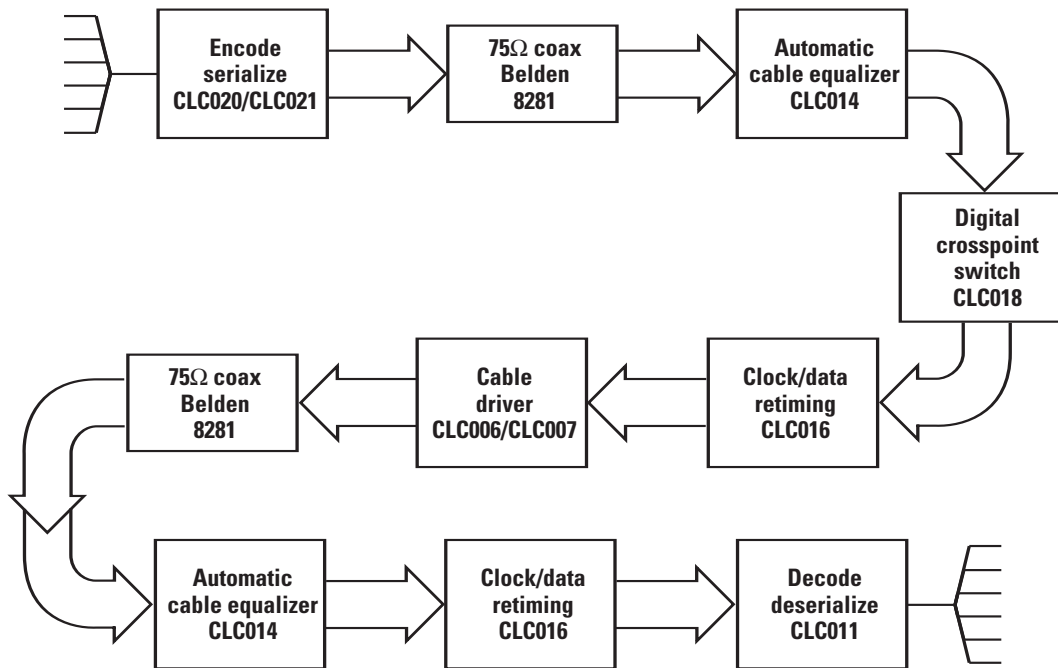 Encode
serialize
CLC020/CLC021
75Ω coax
Belden
8281
Automatic
cable equalizer
CLC014
Digital
crosspoint
switch
CLC018
Clock/data
retiming
CLC016
Cable
driver
CLC006/CLC007
75Ω coax
Belden
8281
Automatic
cable equalizer
CLC014
Clock/data
retiming
CLC016
Decode
deserialize
CLC011